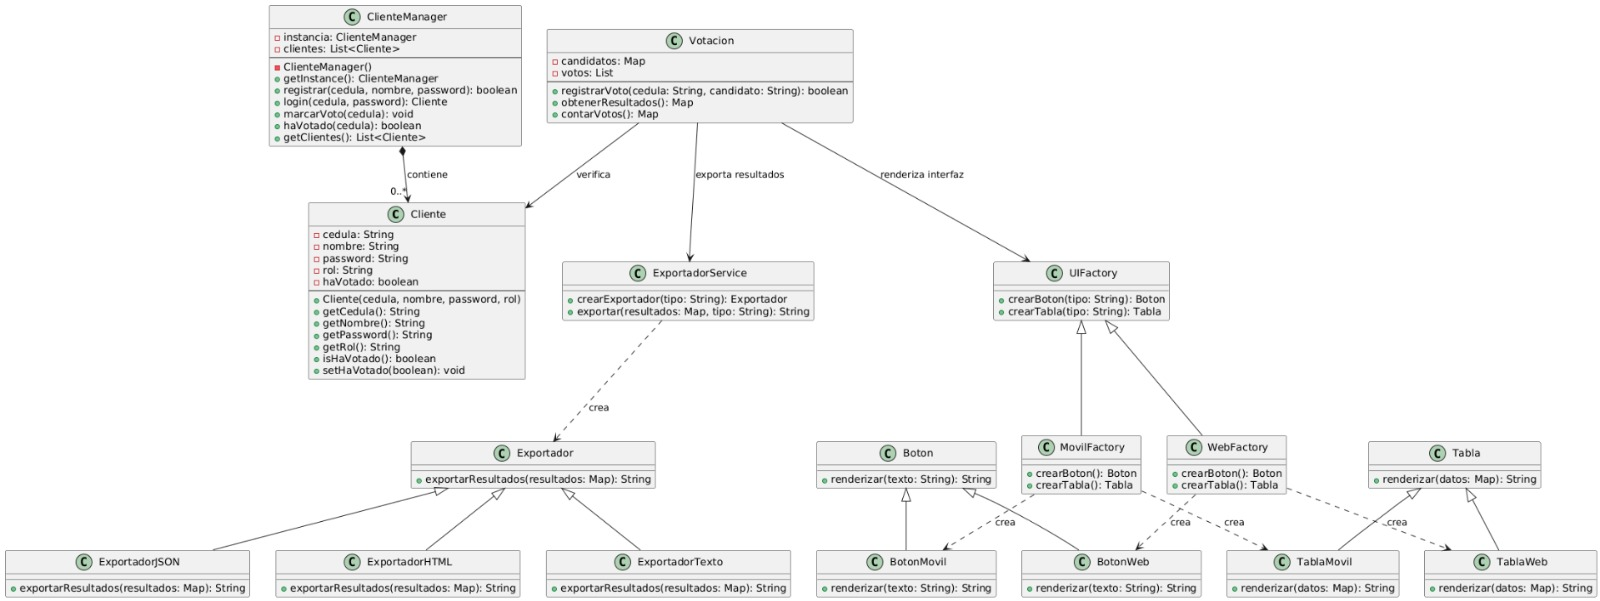 C ClienteManager
instancia: ClienteManager
clientes: List<Cliente>
ClienteManager()
getInstance(): ClienteManager
registrar(cedula, nombre, password): boolean
login(cedula, password): Cliente
marcarVoto(cedula): void
haVotado(cedula): boolean
getClientes(): List<Cliente>
C Votacion
candidatos: Map
votos: List
registrarVoto(cedula: String, candidato: String): boolean
obtenerResultados(): Map
contarVotos(): Map
contiene
0..*
verifica
exporta resultados
renderiza interfaz
C Cliente
cedula: String
nombre: String
password: String
rol: String
haVotado: boolean
Cliente(cedula, nombre, password, rol)
getCedula(): String
getNombre(): String
getPassword(): String
getRol(): String
isHaVotado(): boolean
setHaVotado(boolean): void
C ExportadorService
crearExportador(tipo: String): Exportador
exportar(resultados: Map, tipo: String): String
C UIFactory
crearBoton(tipo: String): Boton
crearTabla(tipo: String): Tabla
crea
C Exportador
exportarResultados(resultados: Map): String
C Boton
renderizar(texto: String): String
C MovilFactory
crearBoton(): Boton
crearTabla(): Tabla
C WebFactory
crearBoton(): Boton
crearTabla(): Tabla
C Tabla
renderizar(datos: Map): String
crea
crea
crea
crea
C ExportadorJSON
exportarResultados(resultados: Map): String
C ExportadorHTML
exportarResultados(resultados: Map): String
C ExportadorTexto
exportarResultados(resultados: Map): String
C BotonMovil
renderizar(texto: String): String
C BotonWeb
renderizar(texto: String): String
C TablaMovil
renderizar(datos: Map): String
C TablaWeb
renderizar(datos: Map): String